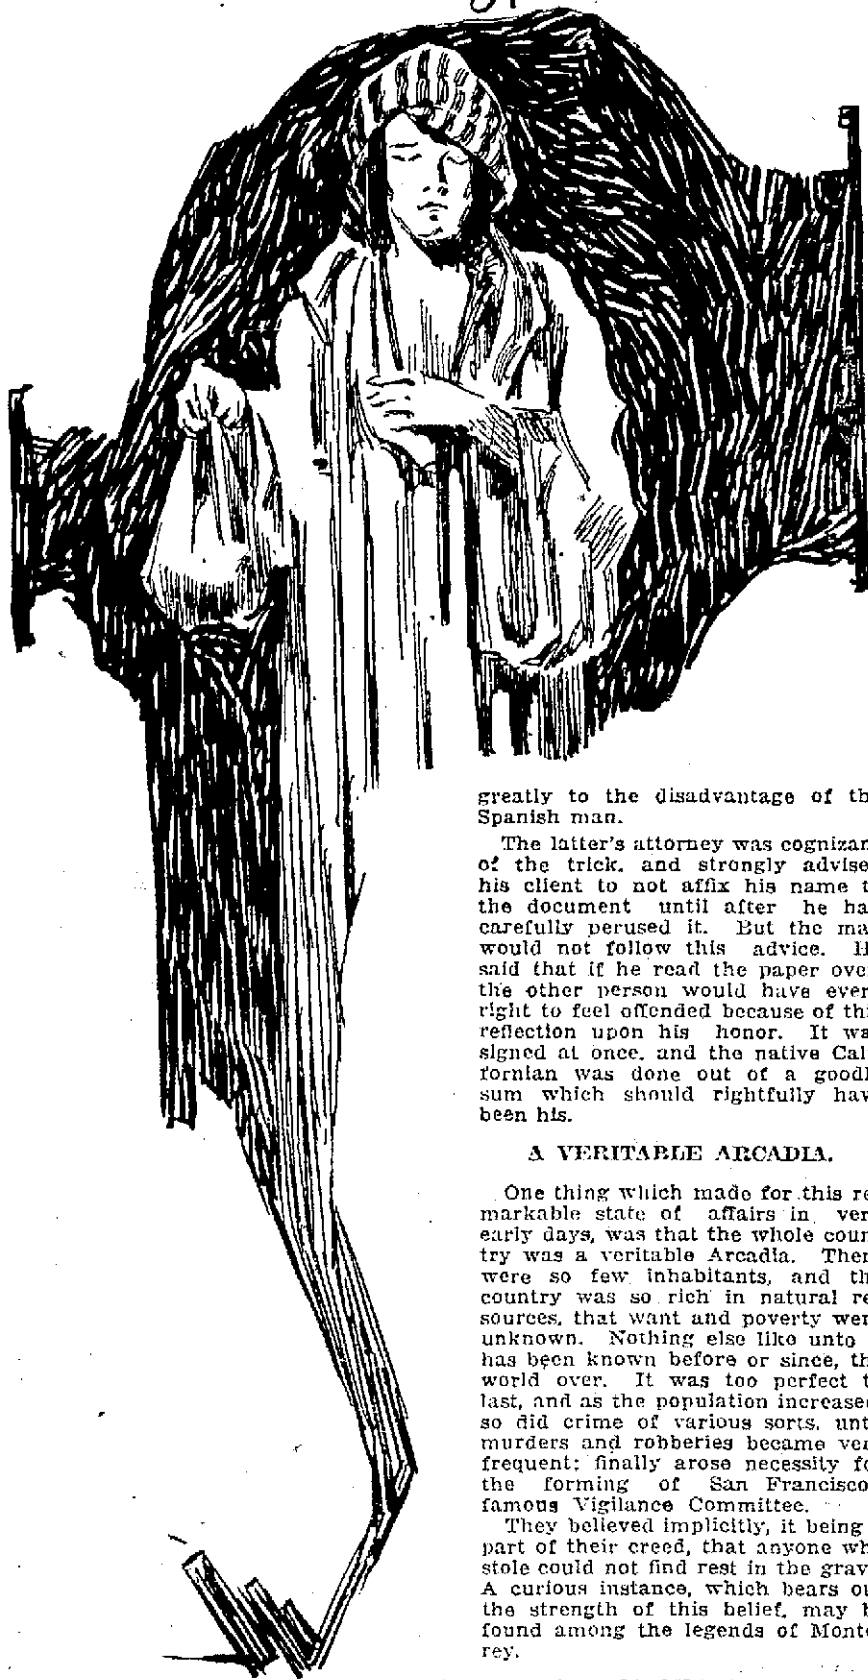 greatly to the disadvantage of th
Spanish man.
The latter's attorney was cognizan
of the trick, and strongly advise
his client to not affix his name t
the document until after he ha
carefully perused it. But the ma
would not follow this advice. H
said that if he read the paper ove
the other person would have ever
right to feel offended because of thi
reflection upon his honor. It wa
signed at once, and the native Cal
fornian was done out of a goodl
sum which should rightfully hav
been his.
A VERITABLE ARCADIA.
One thing which made for this re
markable state of affairs in ver
early days, was that the whole coun
try was a veritable Arcadia. Ther
were so few inhabitants, and th
country was so rich in natural re
sources, that want and poverty wer
unknown. Nothing else like unto
has been known before or since, th
world over. It was too perfect t
last, and as the population increase
so did crime of various sorts, unt
murders and robberies became ver
frequent; finally arose necessity fo
the forming of San Francisco
famous Vigilance Committee.
They believed implicitly, it being
part of their creed, that anyone wh
stole could not find rest in the grav
A curious instance, which bears ou
the strength of this belief, may b
found among the legends of Monte
rey.